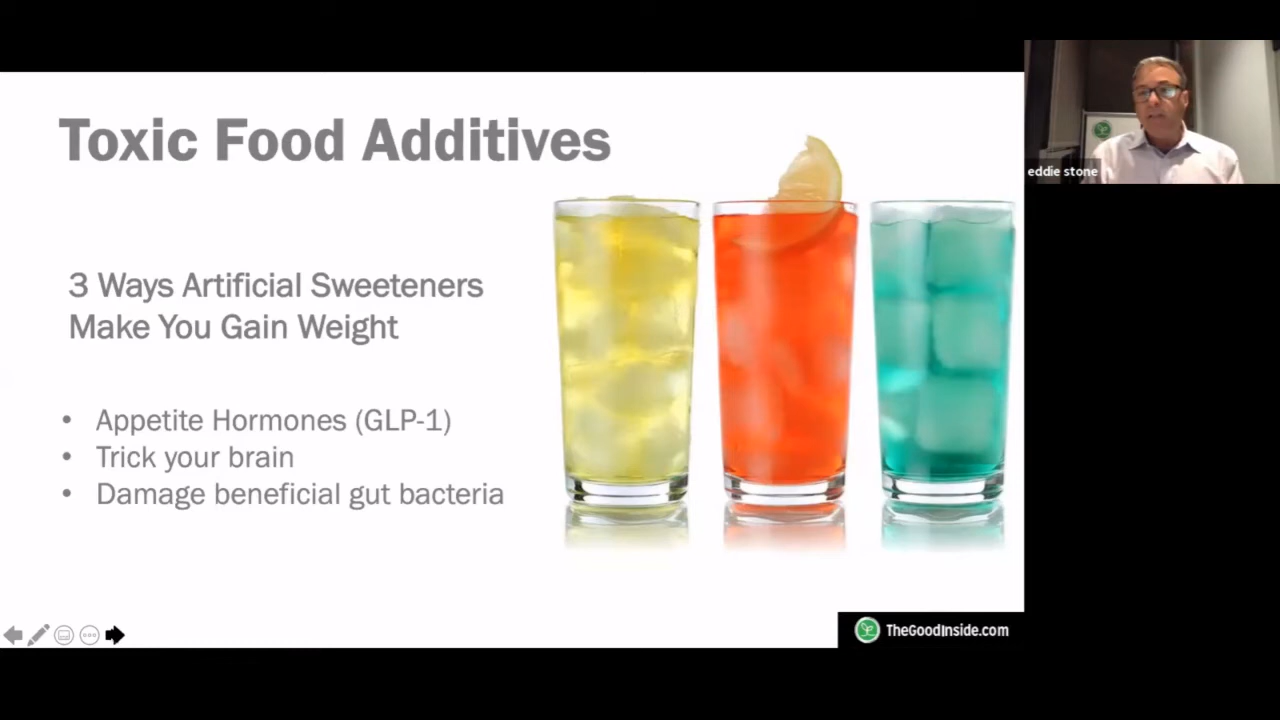 Toxic Food Additives
3 Ways Artificial Sweeteners
Make You Gain Weight
• Appetite Hormones (GLP-1)
• Trick your brain
• Damage beneficial gut bacteria
TheGoodInside.com
eddie stone